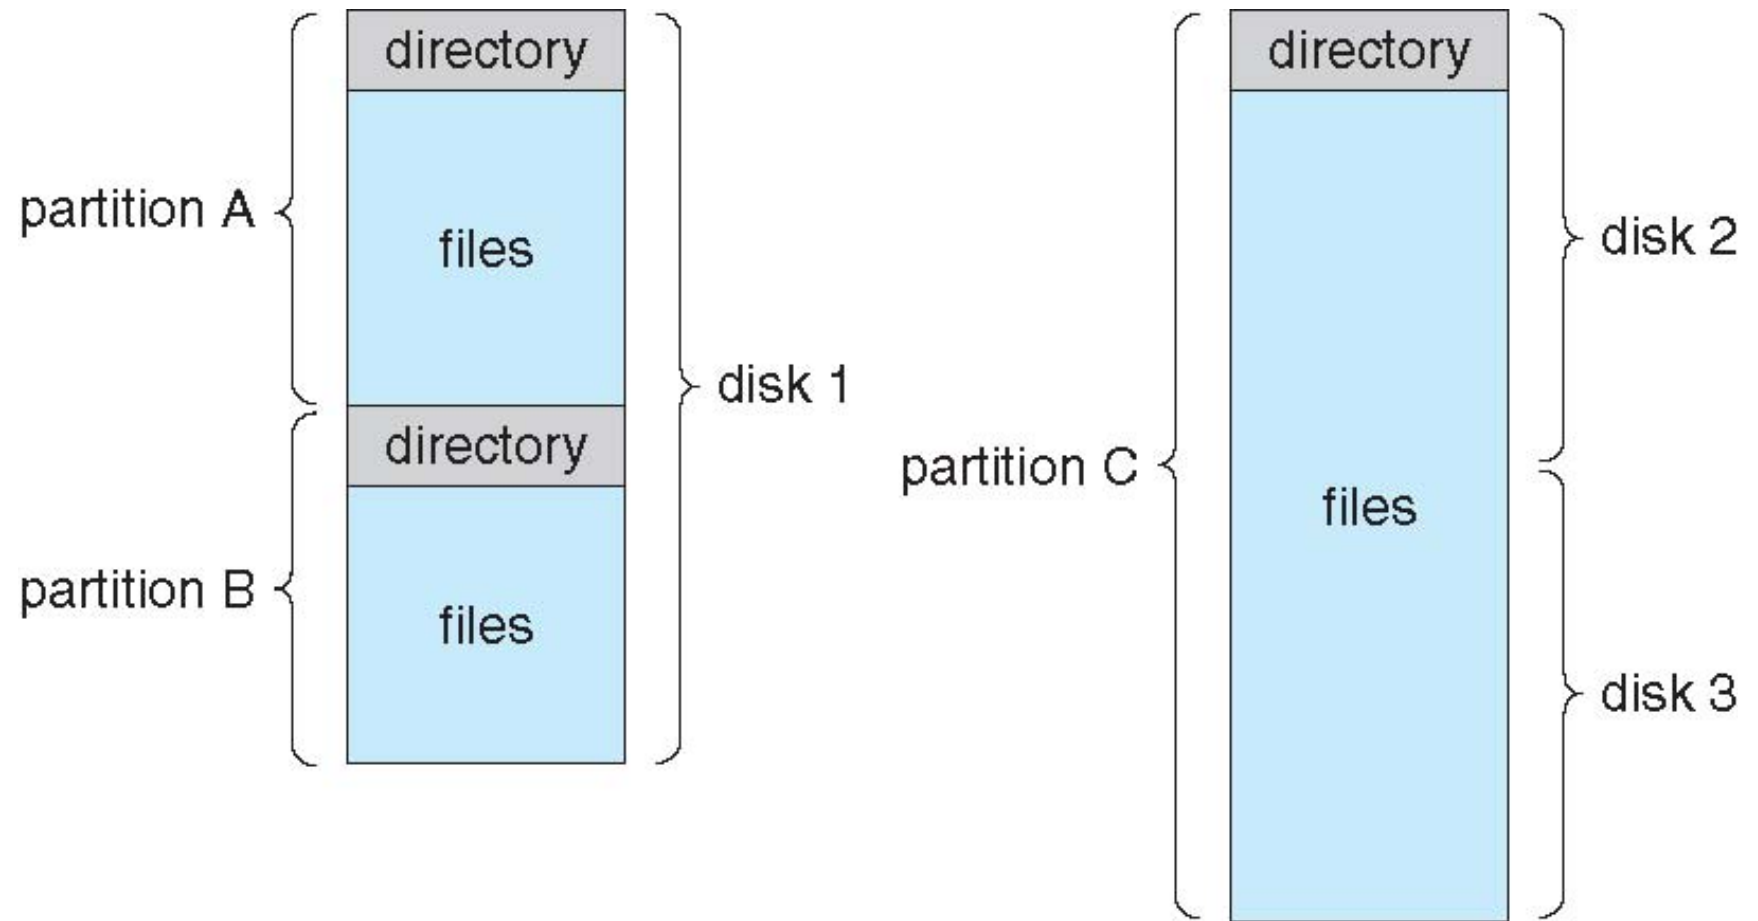 directory
partition A
files
disk 1
directory
partition B
files
directory
disk 2
partition C
files
disk 3